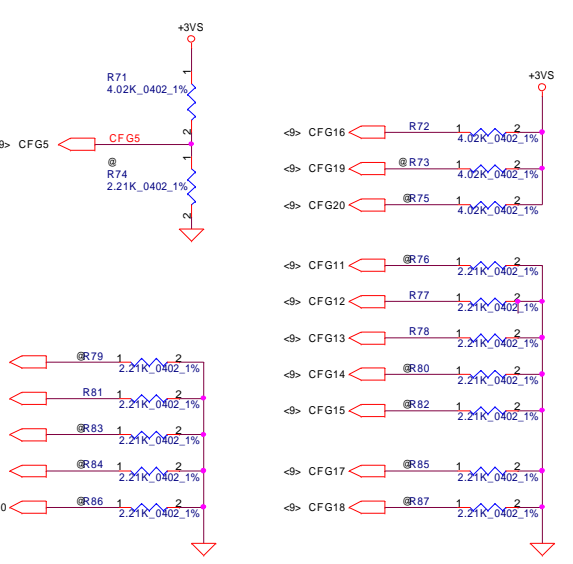 +3VS
1
R71
4.02K_0402_1%
2
9> CFG5
CFG5
1
@
R74
2.21K_0402_1%
2
@R79 1 2
2.21K_0402_1%
R81 1 2
2.21K_0402_1%
@R83 1 2
2.21K_0402_1%
@R84 1 2
2.21K_0402_1%
0 @R86 1 2
2.21K_0402_1%
+3VS
<9> CFG16 R72 1 2
4.02K_0402_1%
<9> CFG19 @R73 1 2
4.02K_0402_1%
<9> CFG20 @R75 1 2
4.02K_0402_1%
<9> CFG11 @R76 1 2
2.21K_0402_1%
<9> CFG12 R77 1 2
2.21K_0402_1%
<9> CFG13 R78 1 2
2.21K_0402_1%
<9> CFG14 @R80 1 2
2.21K_0402_1%
<9> CFG15 @R82 1 2
2.21K_0402_1%
<9> CFG17 @R85 1 2
2.21K_0402_1%
<9> CFG18 @R87 1 2
2.21K_0402_1%